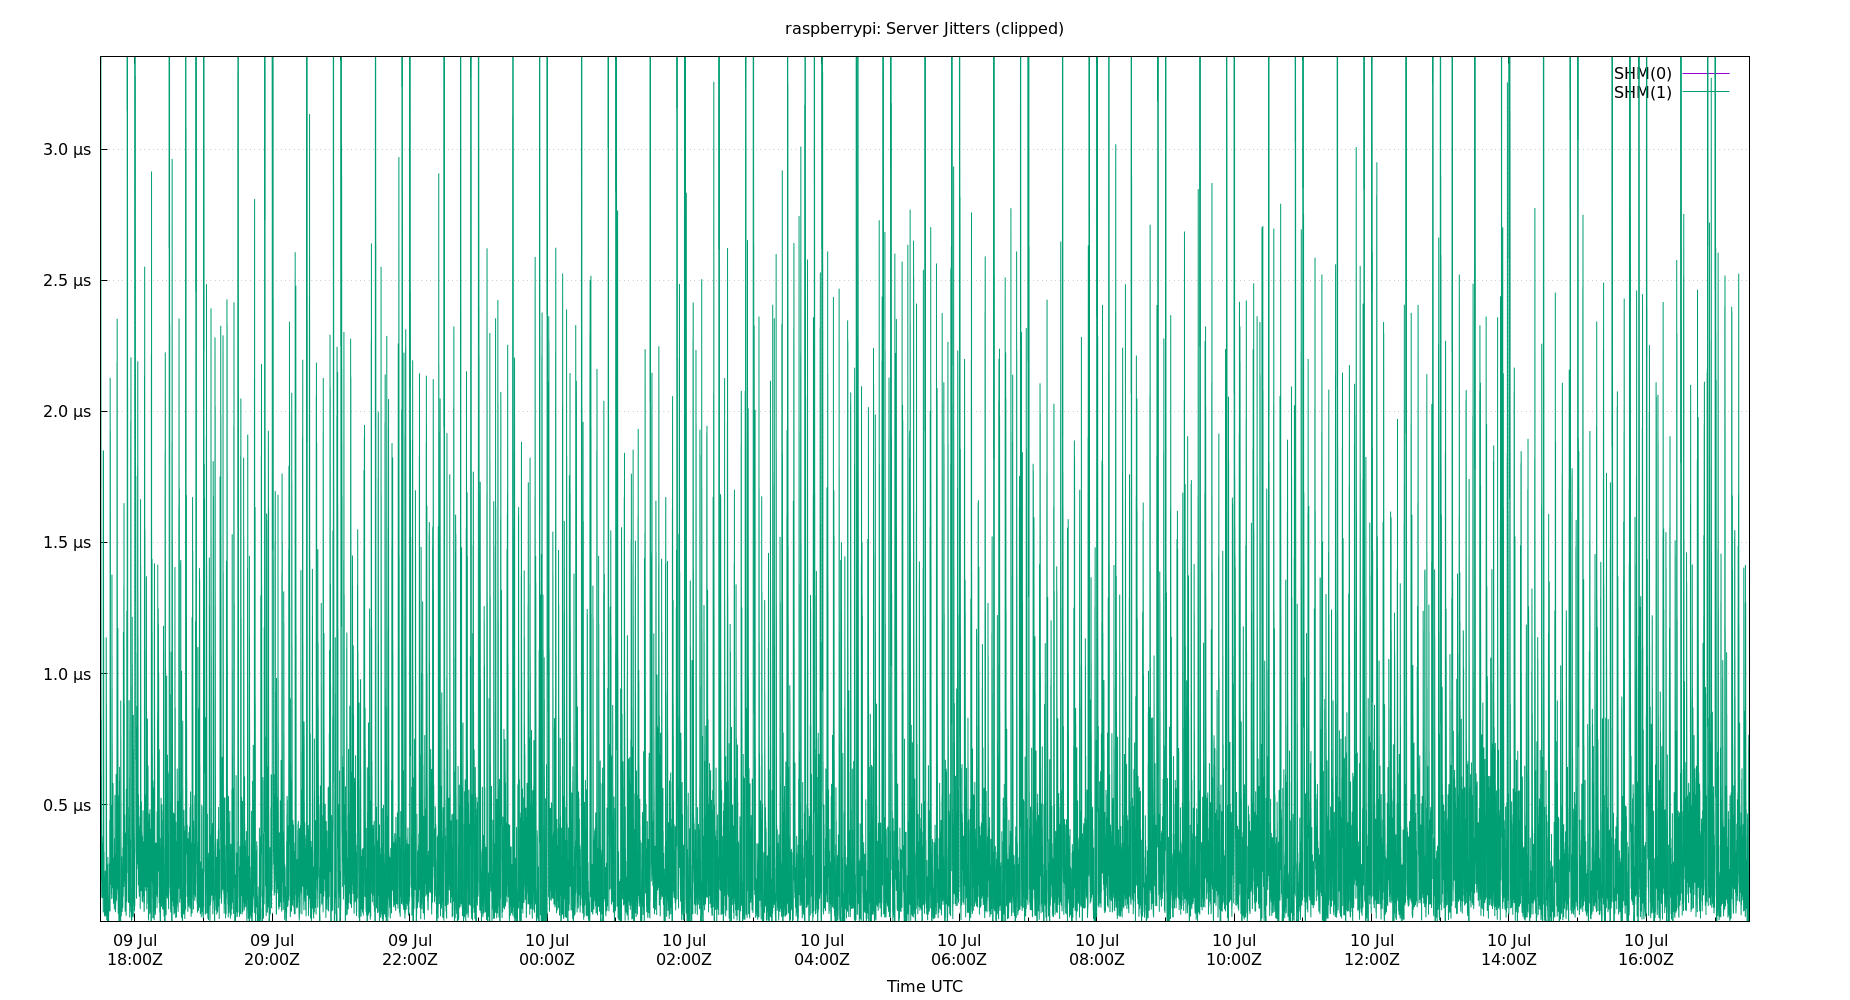 raspberrypi: Server Jitters (clipped)
SHM(0)
SHM(1)
3.0 µs
2.5 µs
2.0 µs
1.5 µs
1.0 µs
0.5 µs
09 Jul 09 Jul 09 Jul 10 Jul 10 Jul 10 Jul 10 Jul 10 Jul 10 Jul 10 Jul 10 Jul 10 Jul
18:00Z 20:00Z 22:00Z 00:00Z 02:00Z 04:00Z 06:00Z 08:00Z 10:00Z 12:00Z 14:00Z 16:00Z
Time UTC